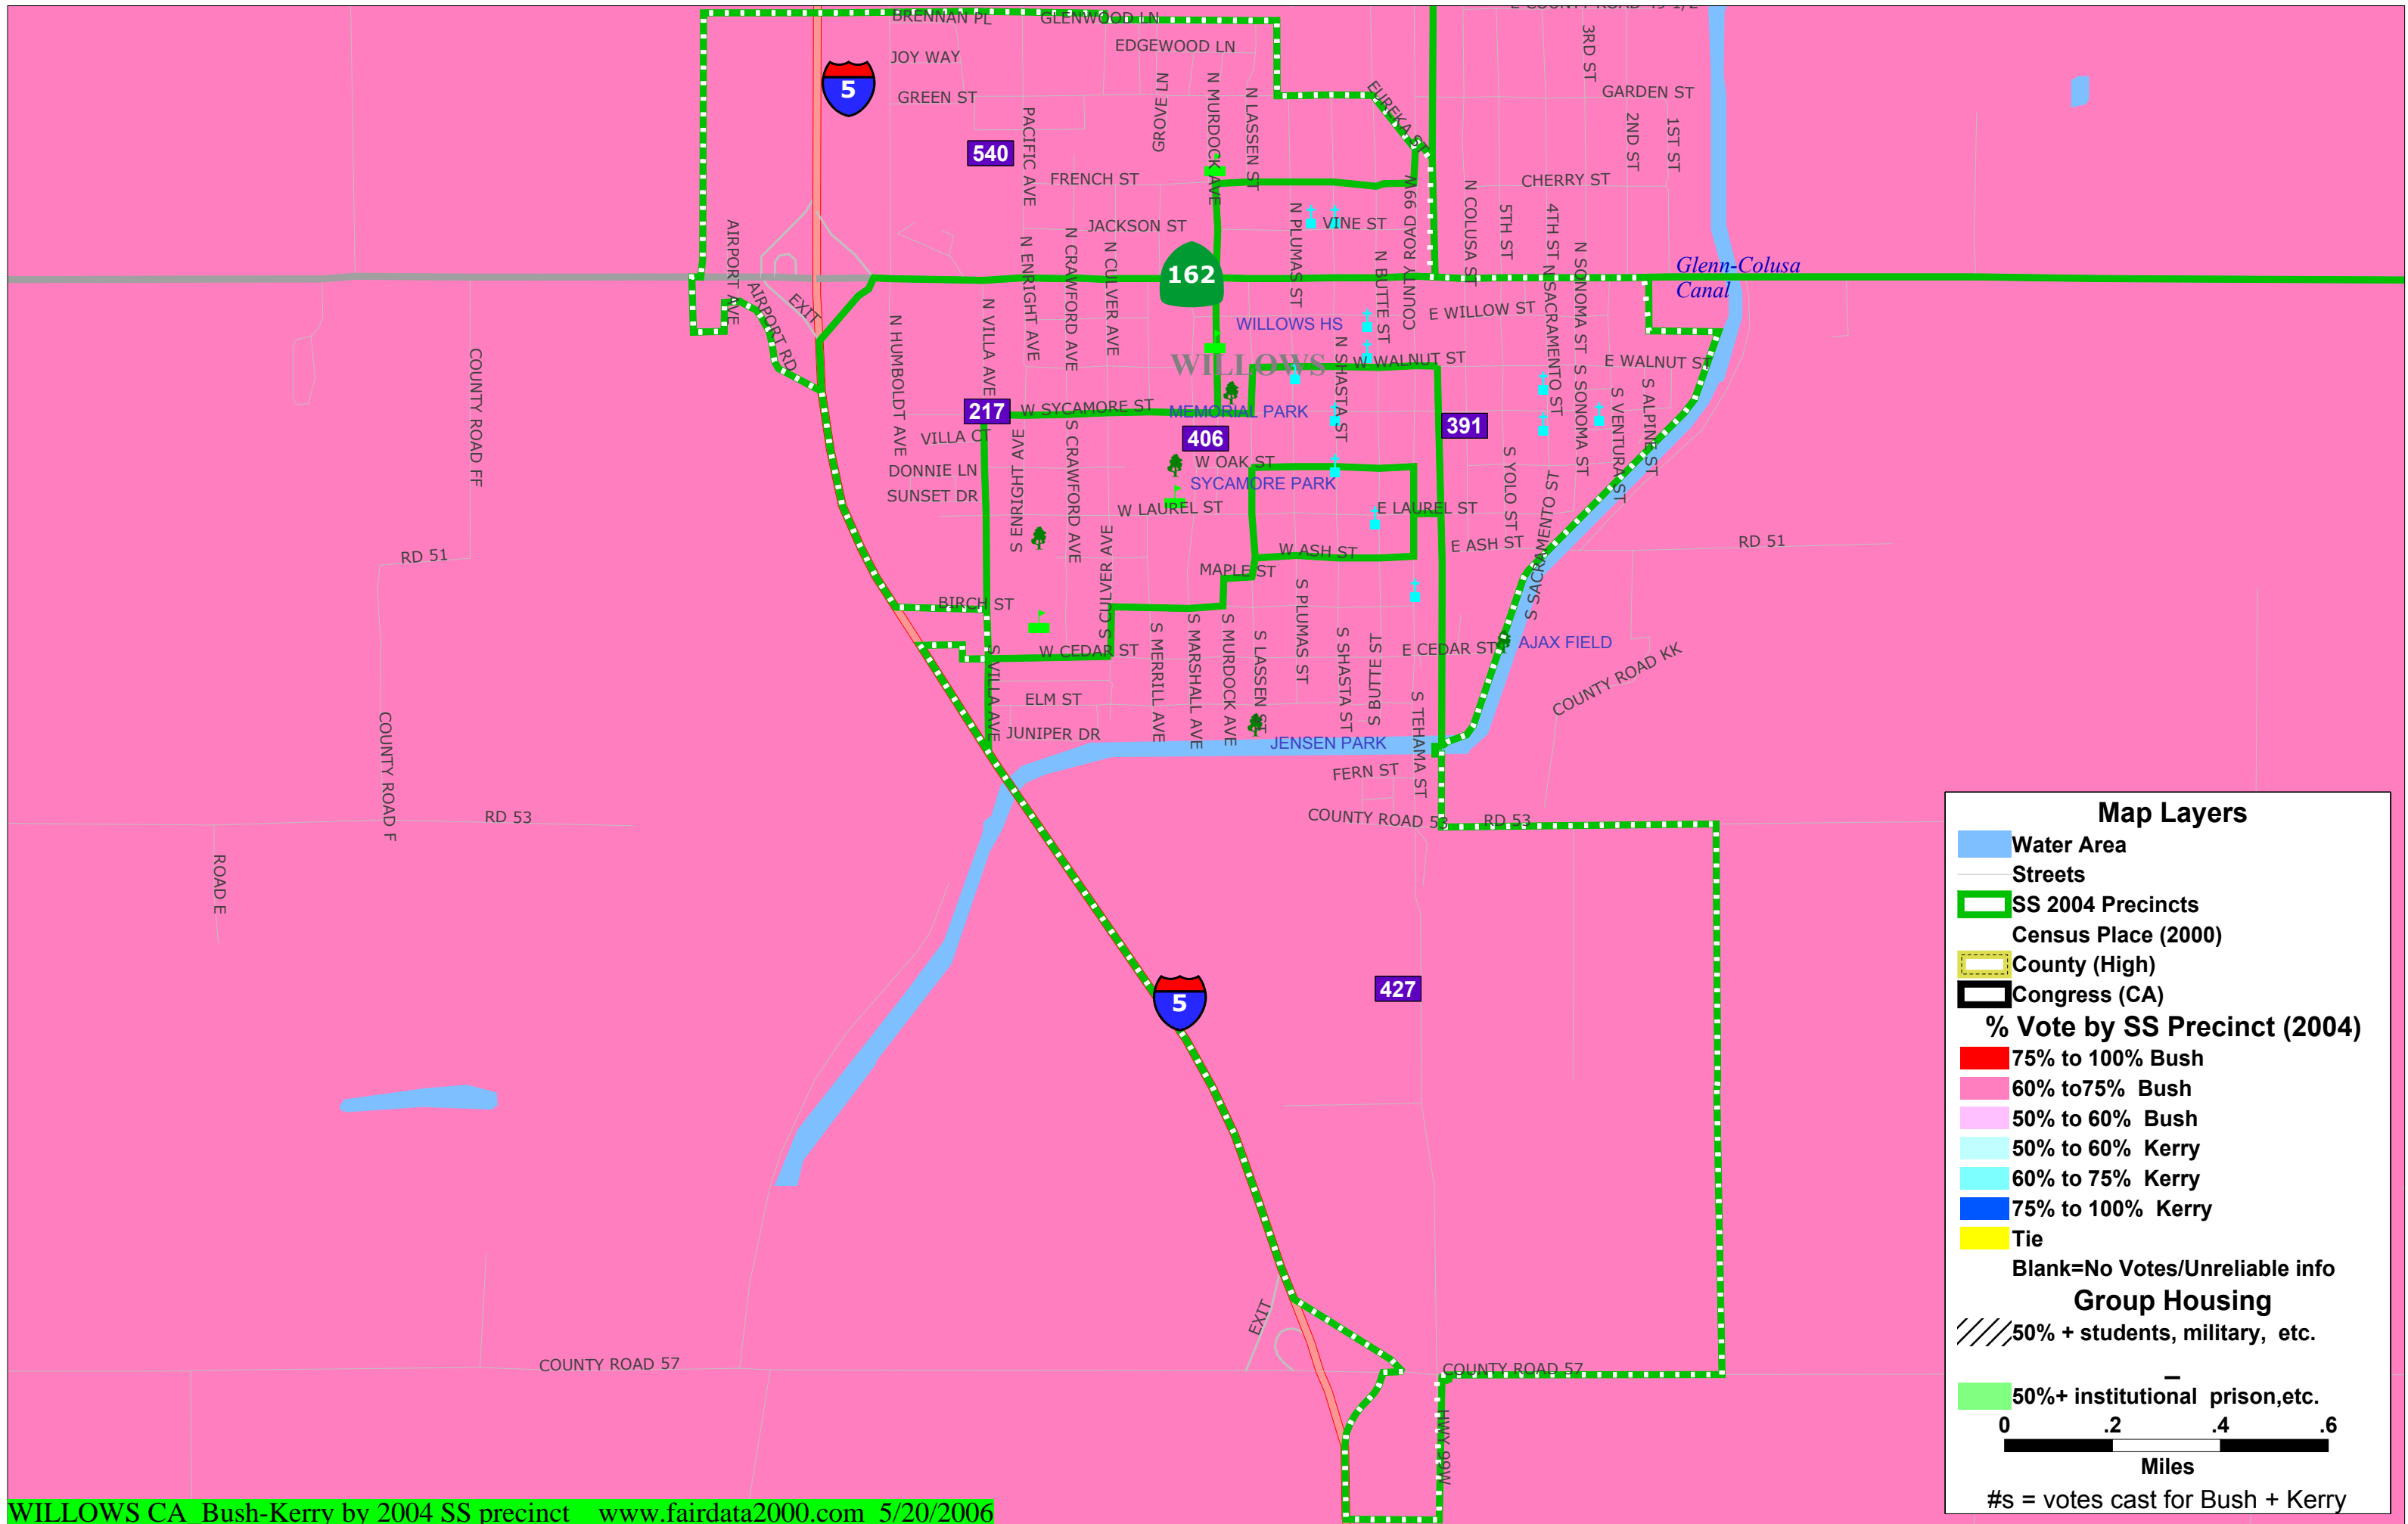 BRENNAN PL
GLENWOOD LN
E COUNTY ROAD 49 1/2
EDGEWOOD LN
JOY WAY
3RD ST
5
GREEN ST
GROVE LN
N MURDOCK AVE
N LASSEN ST
EUREKA ST
GARDEN ST
PACIFIC AVE
2ND ST
1ST ST
540
FRENCH ST
CHERRY ST
COUNTY ROAD 99W
N COLUSA ST
JACKSON ST
VINE ST
N PLUMAS ST
5TH ST
4TH ST
AIRPORT AVE
N ENRIGHT AVE
N CRAWFORD AVE
N CULVER AVE
N BUTTE ST
N SACRAMENTO ST
N SONOMA ST
162
Glenn-Colusa
Canal
AIRPORT RD
EXIT
N VILLA AVE
N HUMBOLDT AVE
WILLOWS HS
E WILLOW ST
N SHASTA ST
WILLOWS
W WALNUT ST
E WALNUT ST
COUNTY ROAD FF
S SONOMA ST
S VENTURA ST
S ALPINE ST
217
W SYCAMORE ST
MEMORIAL PARK
391
VILLA CT
406
S ENRIGHT AVE
S CRAWFORD AVE
DONNIE LN
W OAK ST
S YOLO ST
SUNSET DR
SYCAMORE PARK
W LAUREL ST
E LAUREL ST
S SACRAMENTO ST
RD 51
S CULVER AVE
W ASH ST
E ASH ST
RD 51
MAPLE ST
BIRCH ST
S PLUMAS ST
S MERRILL AVE
S MARSHALL AVE
S MURDOCK AVE
S LASSEN ST
S SHASTA ST
S BUTTE ST
S VILLA AVE
W CEDAR ST
E CEDAR ST
AJAX FIELD
COUNTY ROAD KK
ELM ST
S TEHAMA ST
COUNTY ROAD F
JUNIPER DR
JENSEN PARK
FERN ST
RD 53
COUNTY ROAD 53
RD 53
ROAD E
5
427
EXIT
COUNTY ROAD 57
COUNTY ROAD 57
HWY 99W
Map Layers
Water Area
Streets
SS 2004 Precincts
Census Place (2000)
County (High)
Congress (CA)
% Vote by SS Precinct (2004)
75% to 100% Bush
60% to75% Bush
50% to 60% Bush
50% to 60% Kerry
60% to 75% Kerry
75% to 100% Kerry
Tie
Blank=No Votes/Unreliable info
Group Housing
50% + students, military, etc.
_
50%+ institutional prison,etc.
0 .2 .4 .6
Miles
#s = votes cast for Bush + Kerry
WILLOWS CA Bush-Kerry by 2004 SS precinct www.fairdata2000.com 5/20/2006